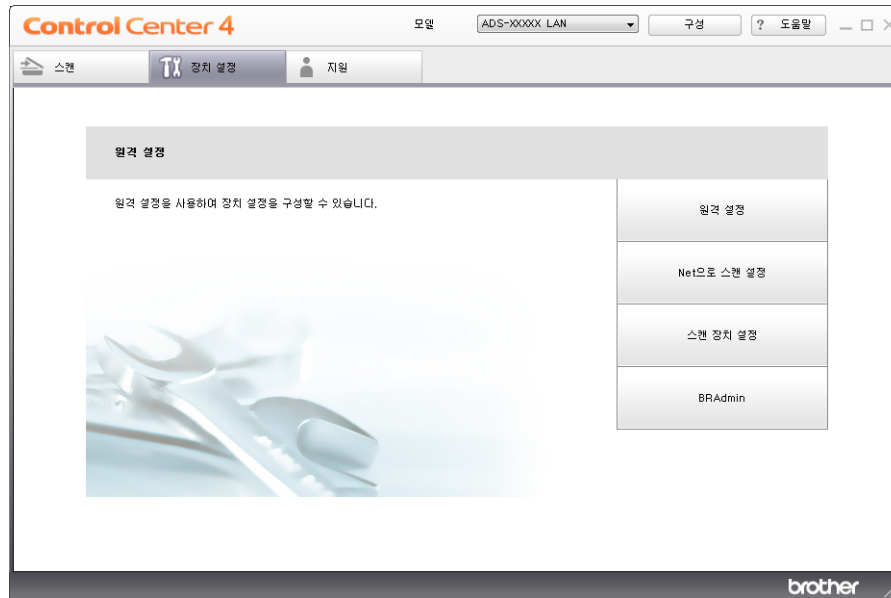 Control Center 4
모델
ADS-XXXXX LAN
구성
? 도움말
스캔
장치 설정
지원
원격 설정
원격 설정을 사용하여 장치 설정을 구성할 수 있습니다.
원격 설정
Net으로 스캔 설정
스캔 장치 설정
BRAdmin
brother